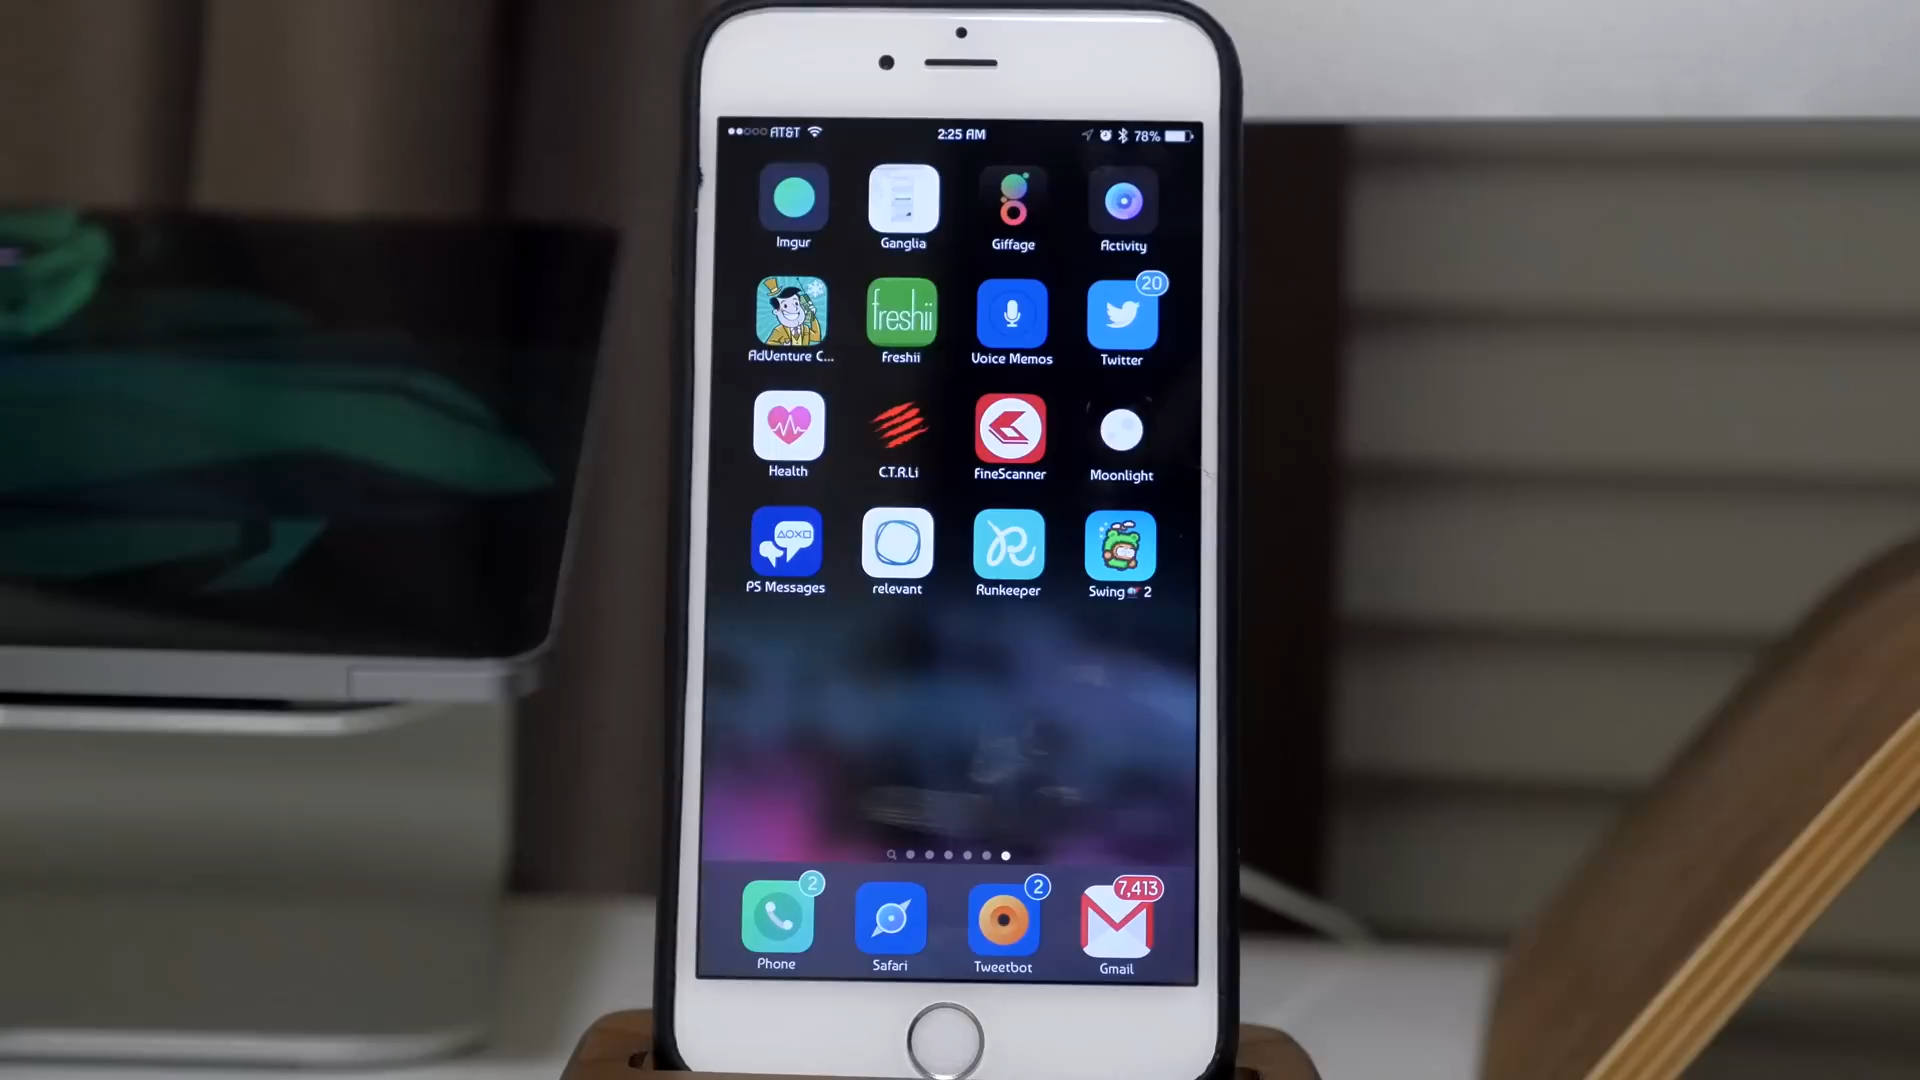 AT&T 2:25 AM 78%
Imgur Ganglia Giffage Activity
20
freshii
AdVenture C... Freshii Voice Memos Twitter
Health C.T.R.Li FineScanner Moonlight
PS Messages relevant Runkeeper Swing 2
2 2 7,413
Phone Safari Tweetbot Gmail